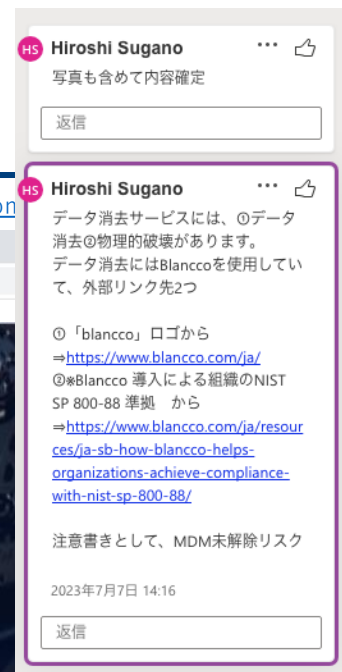 HS Hiroshi Sugano
写真も含めて内容確定
返信
on
HS Hiroshi Sugano
データ消去サービスには、①データ
消去②物理的破壊があります。
データ消去にはBlanccoを使用してい
て、外部リンク先2つ
①「blancco」ロゴから
⇒https://www.blancco.com/ja/
②※Blancco 導入による組織のNIST
SP 800-88 準拠　から
⇒https://www.blancco.com/ja/resour
ces/ja-sb-how-blancco-helps-
organizations-achieve-compliance-
with-nist-sp-800-88/
注意書きとして、MDM未解除リスク
2023年7月7日 14:16
返信